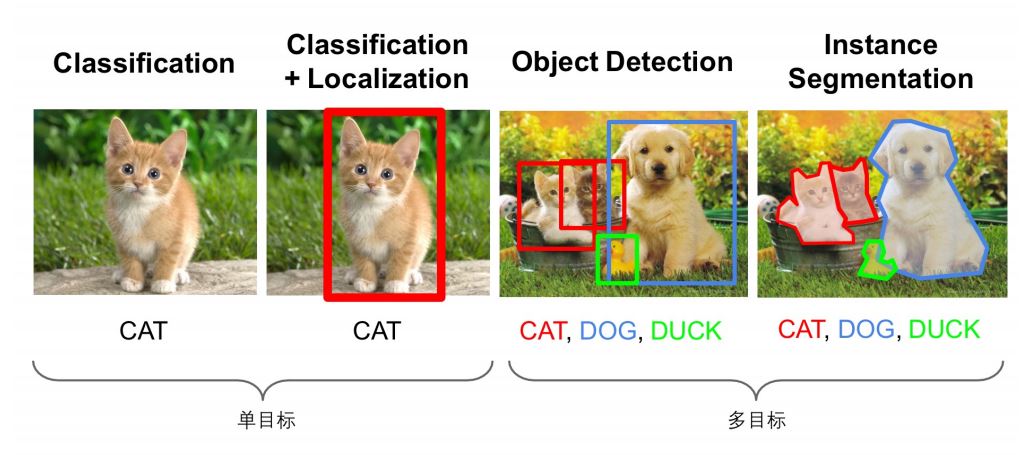 Classification
Classification
+ Localization
Object Detection
Instance
Segmentation
CAT
CAT
CAT, DOG, DUCK
CAT, DOG, DUCK
单目标
多目标